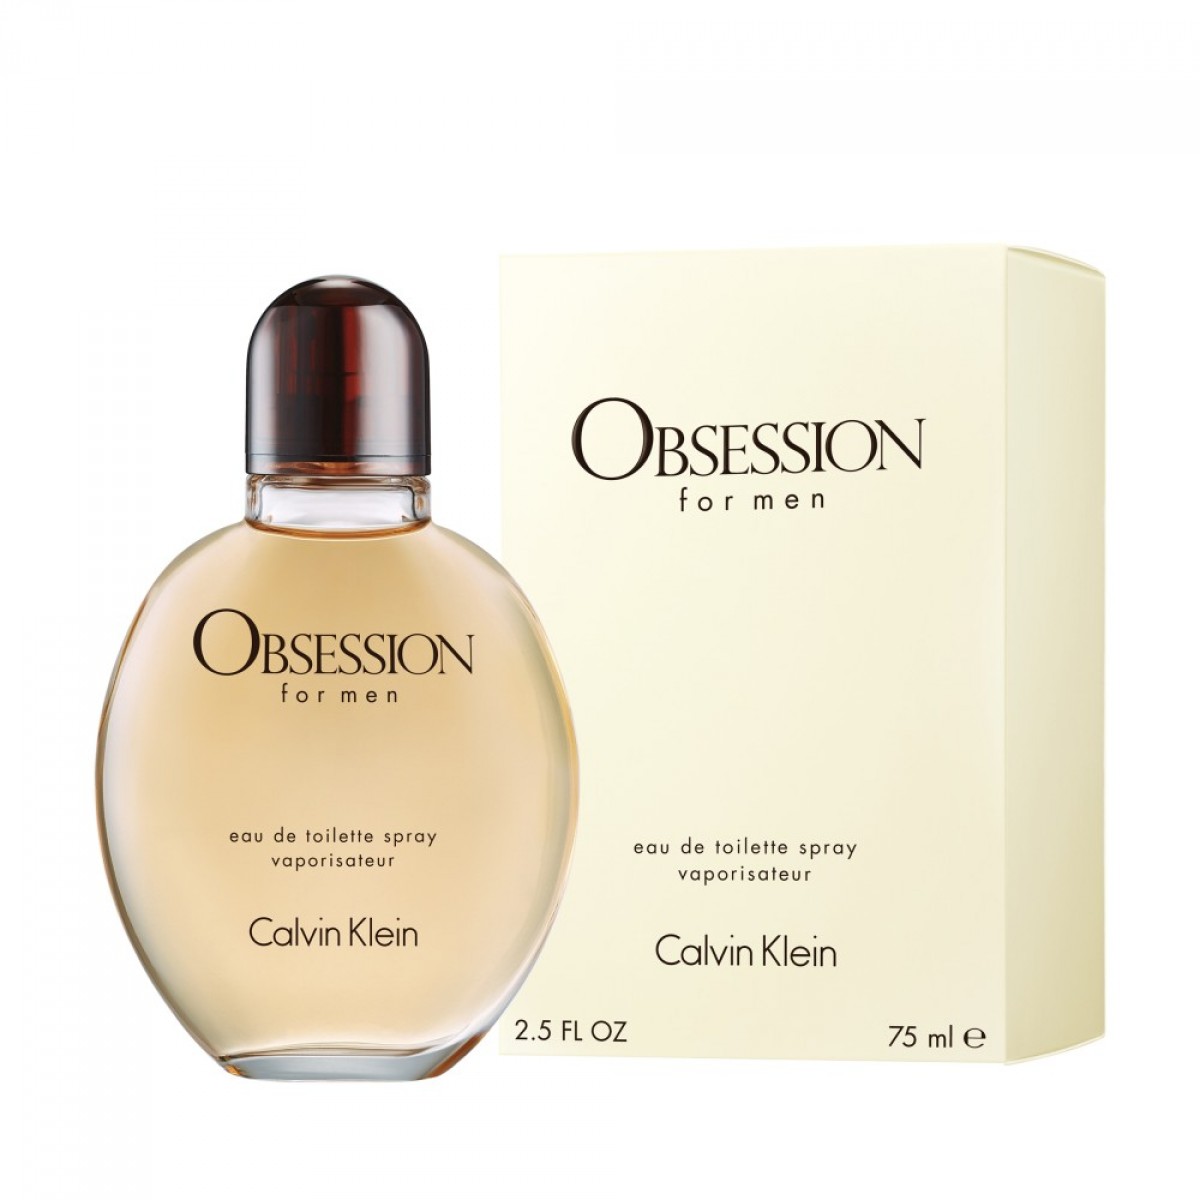 OBSESSION
for men
eau de toilette spray
vaporisateur
Calvin Klein
OBSESSION
for men
eau de toilette spray
vaporisateur
Calvin Klein
2.5 FL OZ
75 ml ℮